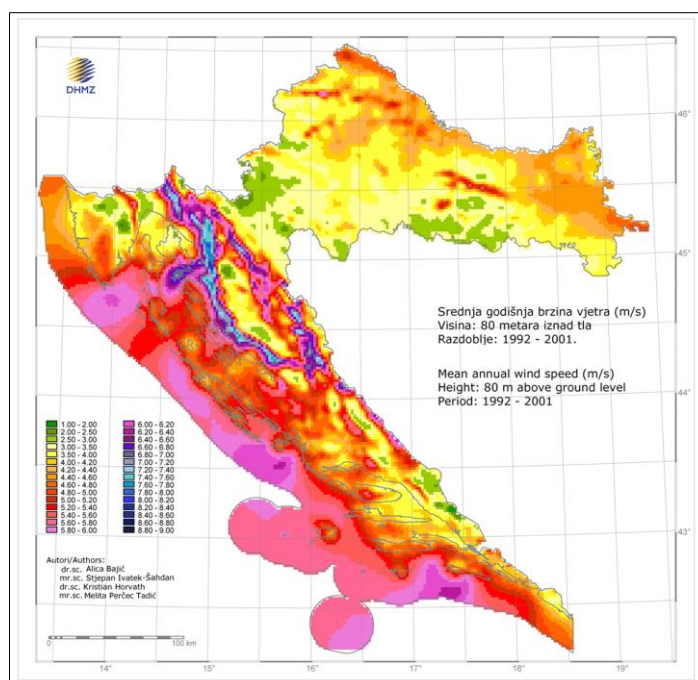 DHMZ
46°
45°
44°
43°
Srednja godišnja brzina vjetra (m/s)
Visina: 80 metara iznad tla
Razdoblje: 1992 - 2001.
Mean annual wind speed (m/s)
Height: 80 m above ground level
Period: 1992 - 2001
1.00 - 2.00
2.00 - 2.50
2.50 - 3.00
3.00 - 3.50
3.50 - 4.00
4.00 - 4.20
4.20 - 4.40
4.40 - 4.60
4.60 - 4.80
4.80 - 5.00
5.00 - 5.20
5.20 - 5.40
5.40 - 5.60
5.60 - 5.80
5.80 - 6.00
6.00 - 6.20
6.20 - 6.40
6.40 - 6.60
6.60 - 6.80
6.80 - 7.00
7.00 - 7.20
7.20 - 7.40
7.40 - 7.60
7.60 - 7.80
7.80 - 8.00
8.00 - 8.20
8.20 - 8.40
8.40 - 8.60
8.60 - 8.80
8.80 - 9.00
Autori/Authors:
dr.sc. Alica Bajić
mr.sc. Stjepan Ivatek-Šahdan
dr.sc. Kristian Horvath
mr.sc. Melita Perčec Tadić
0 100 km
14° 15° 16° 17° 18° 19°